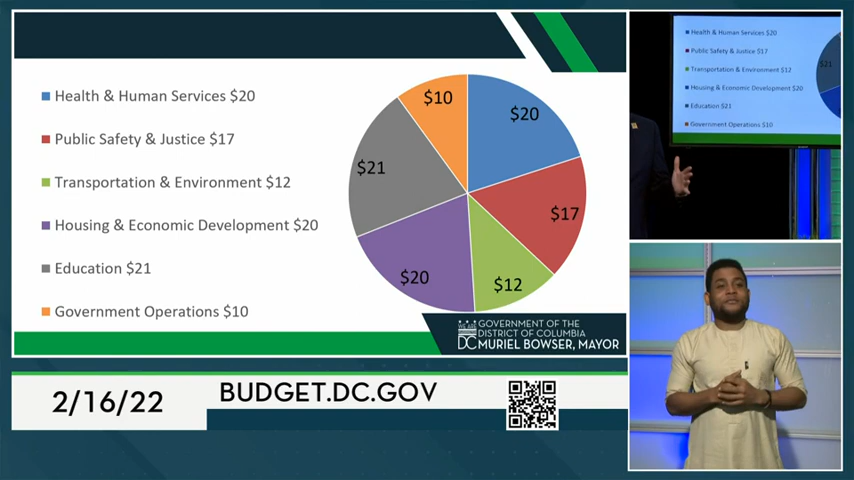 Health & Human Services $20
Public Safety & Justice $17
Transportation & Environment $12
Housing & Economic Development $20
Education $21
Government Operations $10
$10
$20
$21
$17
$20
$12
WE ARE
WASHINGTON
DC
GOVERNMENT OF THE
DISTRICT OF COLUMBIA
MURIEL BOWSER, MAYOR
2/16/22
BUDGET.DC.GOV
Health & Human Services $20
Public Safety & Justice $17
Transportation & Environment $12
Housing & Economic Development $20
Education $21
Government Operations $10
$21